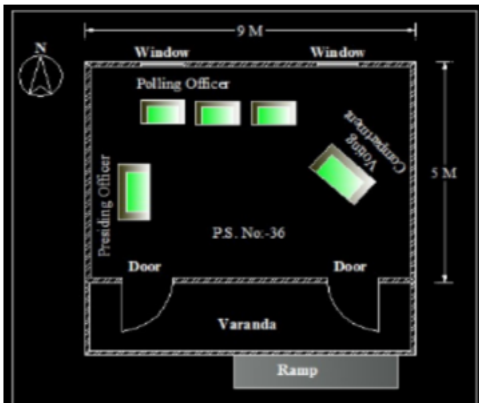 9 M
N
Window
Window
Polling Officer
Voting
Compartment
5 M
Presiding Officer
P.S. No:-36
Door
Door
Varanda
Ramp